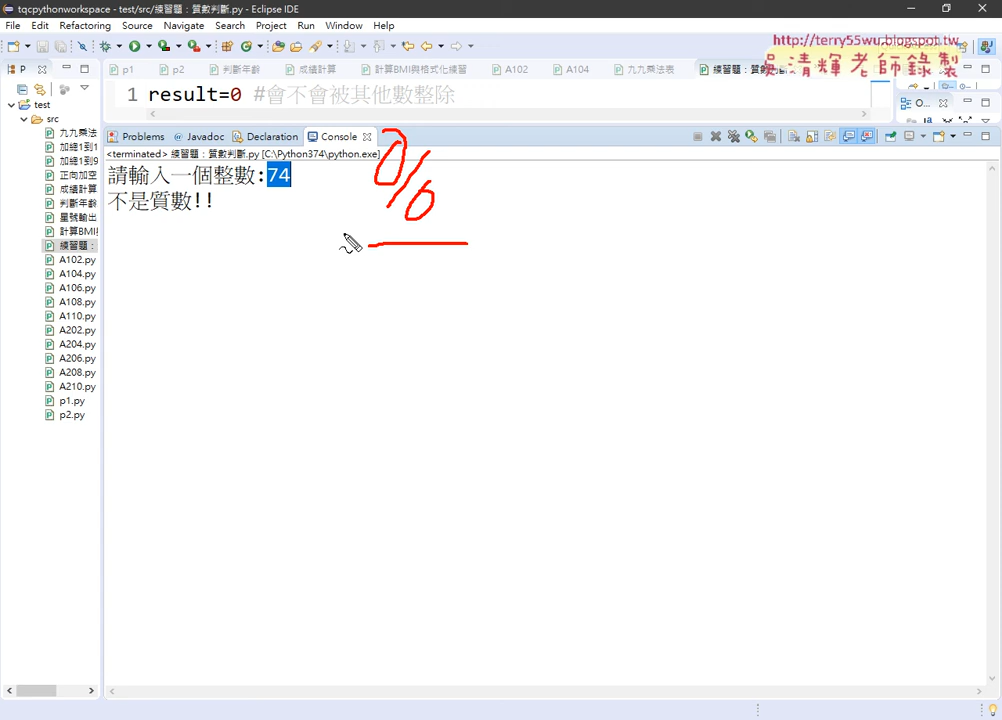 tqcpythonworkspace - test/src/練習題：質數判斷.py - Eclipse IDE
File Edit Refactoring Source Navigate Search Project Run Window Help
http://terry55wu.blogspot.tw
吳清輝老師錄製
P p1 p2 判斷年齡 成績計算 計算BMI與格式化練習 A102 A104 九九乘法表
test
src
1 result=0 #會不會被其他數整除
O...
Problems Javadoc Declaration Console
<terminated> 練習題：質數判斷.py [C:\Python374\python.exe]
請輸入一個整數:74
不是質數!!
%
九九乘法
加總1到1
加總1到9
正向加空
成績計算
判斷年齡
星號輸出
計算BMI
練習題：
A102.py
A104.py
A106.py
A108.py
A110.py
A202.py
A204.py
A206.py
A208.py
A210.py
p1.py
p2.py